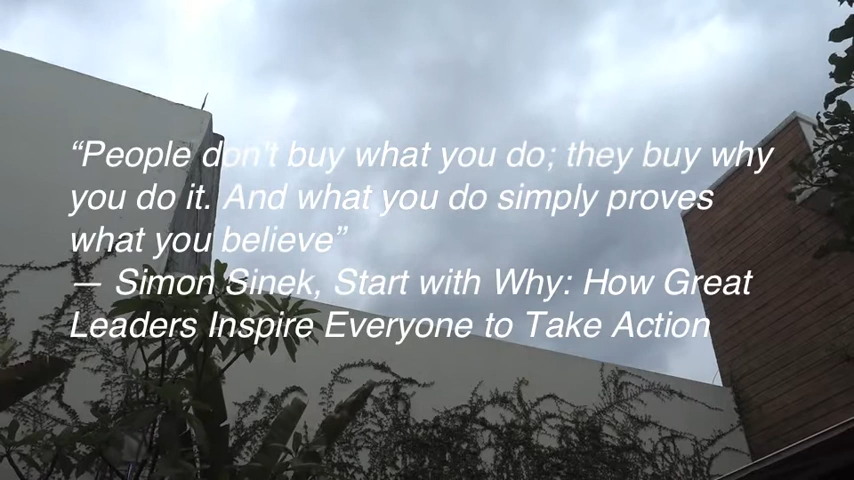 “People don't buy what you do; they buy why
you do it. And what you do simply proves
what you believe”
— Simon Sinek, Start with Why: How Great
Leaders Inspire Everyone to Take Action